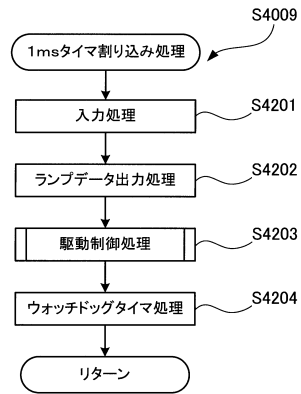 S4009
1msタイマ割り込み処理
入力処理
S4201
ランプデータ出力処理
S4202
駆動制御処理
S4203
ウォッチドッグタイマ処理
S4204
リターン